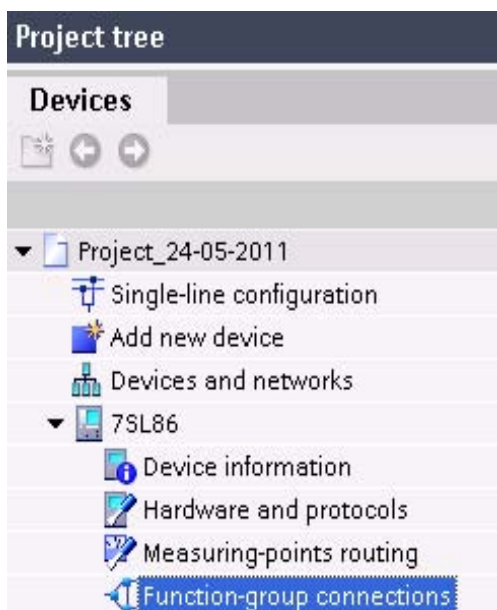 Project tree
Devices
Project_24-05-2011
Single-line configuration
Add new device
Devices and networks
7SL86
Device information
Hardware and protocols
Measuring-points routing
Function-group connections